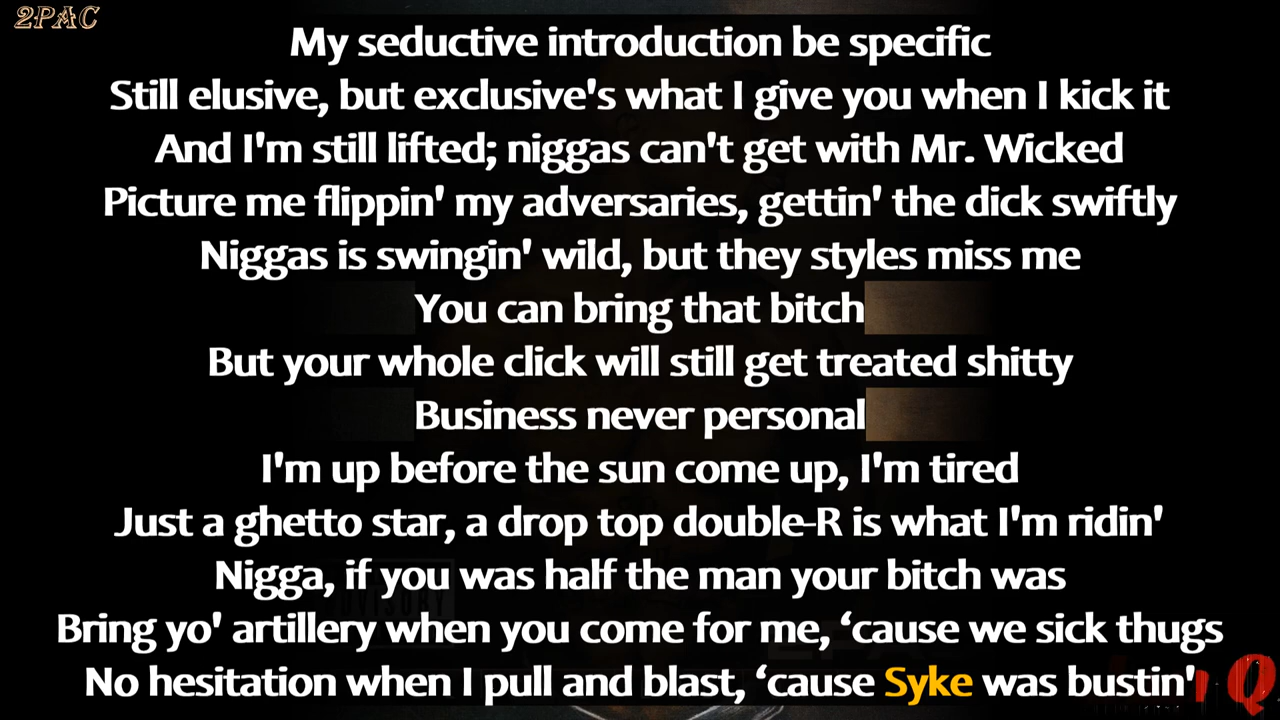 2PAC
My seductive introduction be specific
Still elusive, but exclusive's what I give you when I kick it
And I'm still lifted; niggas can't get with Mr. Wicked
Picture me flippin' my adversaries, gettin' the dick swiftly
Niggas is swingin' wild, but they styles miss me
You can bring that bitch
But your whole click will still get treated shitty
Business never personal
I'm up before the sun come up, I'm tired
Just a ghetto star, a drop top double-R is what I'm ridin'
Nigga, if you was half the man your bitch was
Bring yo' artillery when you come for me, ‘cause we sick thugs
No hesitation when I pull and blast, ‘cause Syke was bustin'
Q